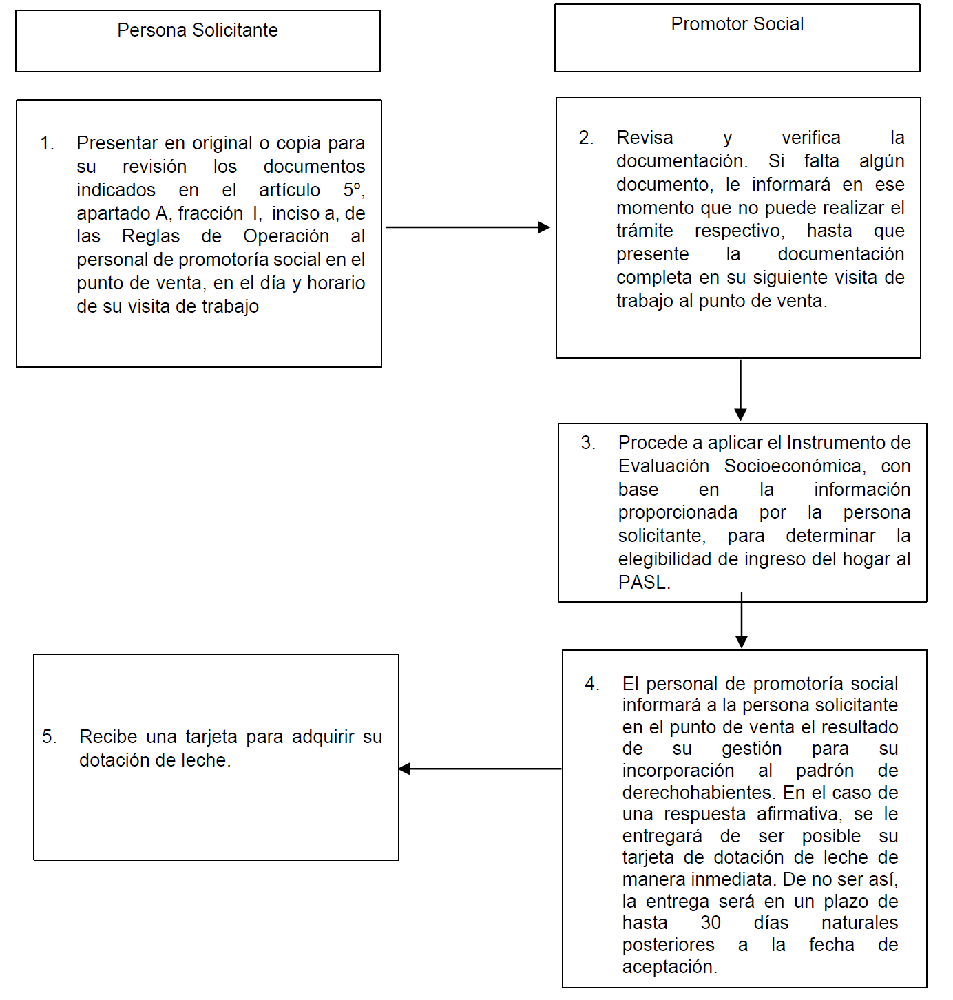 Persona Solicitante
Promotor Social
1. Presentar en original o copia para
su revisión los documentos
indicados en el artículo 5º,
apartado A, fracción I, inciso a, de
las Reglas de Operación al
personal de promotoría social en el
punto de venta, en el día y horario
de su visita de trabajo
2. Revisa y verifica la
documentación. Si falta algún
documento, le informará en ese
momento que no puede realizar el
trámite respectivo, hasta que
presente la documentación
completa en su siguiente visita de
trabajo al punto de venta.
3. Procede a aplicar el Instrumento de
Evaluación Socioeconómica, con
base en la información
proporcionada por la persona
solicitante, para determinar la
elegibilidad de ingreso del hogar al
PASL.
4. El personal de promotoría social
informará a la persona solicitante
en el punto de venta el resultado
de su gestión para su
incorporación al padrón de
derechohabientes. En el caso de
una respuesta afirmativa, se le
entregará de ser posible su
tarjeta de dotación de leche de
manera inmediata. De no ser así,
la entrega será en un plazo de
hasta 30 días naturales
posteriores a la fecha de
aceptación.
5. Recibe una tarjeta para adquirir su
dotación de leche.